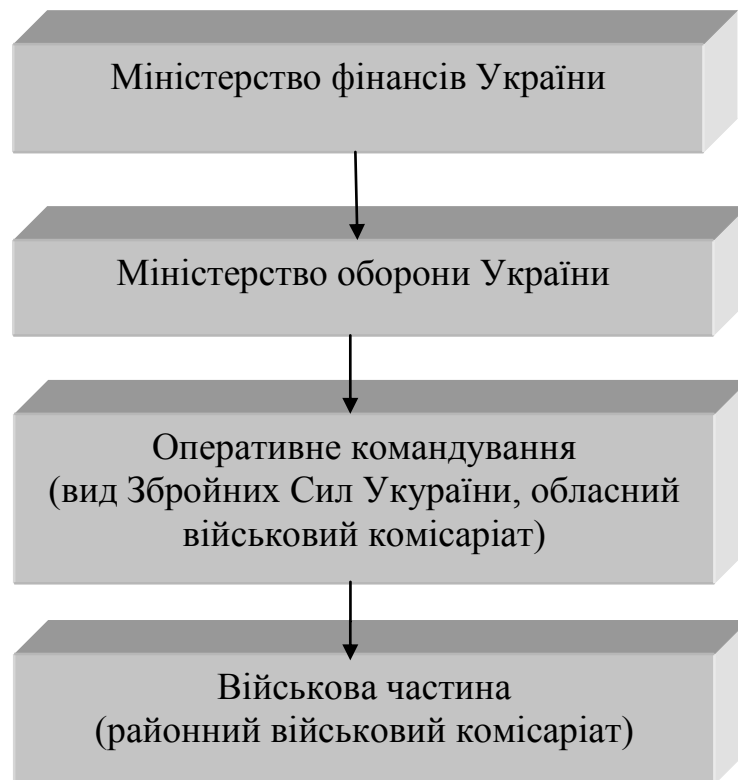 Міністерство фінансів України
Міністерство оборони України
Оперативне командування
(вид Збройних Сил Укураїни, обласний
військовий комісаріат)
Військова частина
(районний військовий комісаріат)